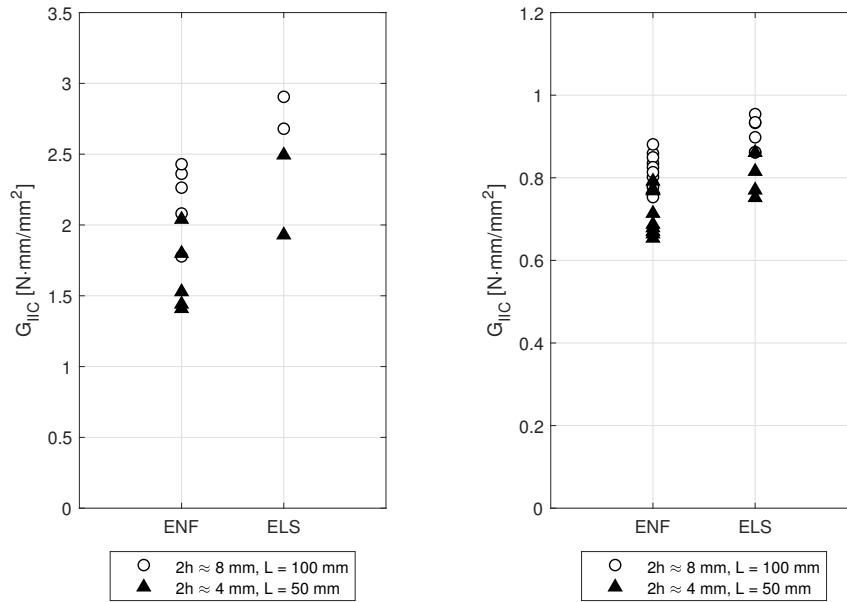 3.5
3
2.5
2
1.5
1
0.5
0
G_IIC [N·mm/mm²]
ENF ELS
2h ≈ 8 mm, L = 100 mm
2h ≈ 4 mm, L = 50 mm
1.2
1
0.8
0.6
0.4
0.2
0
G_IIC [N·mm/mm²]
ENF ELS
2h ≈ 8 mm, L = 100 mm
2h ≈ 4 mm, L = 50 mm